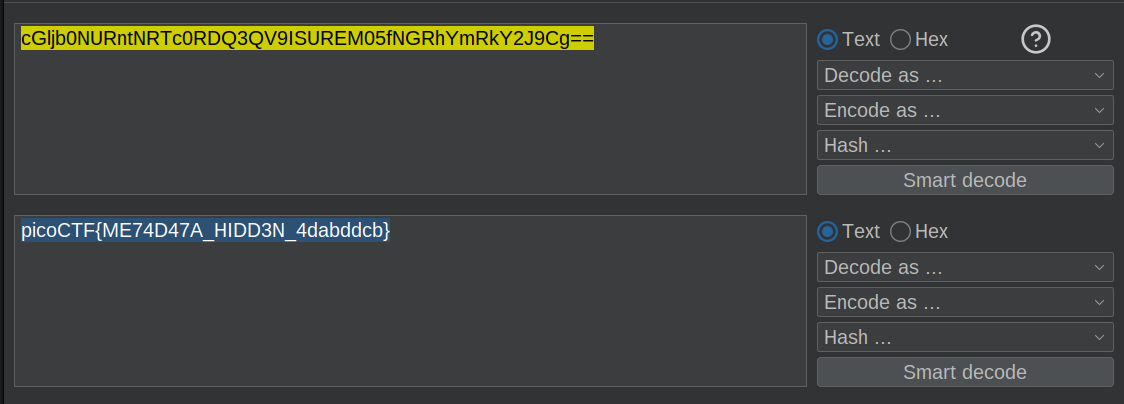 cGljb0NURntNRTc0RDQ3QV9ISUREM05fNGRhYmRkY2J9Cg==
Text Hex ?
Decode as ...
Encode as ...
Hash ...
Smart decode
picoCTF{ME74D47A_HIDD3N_4dabddcb}
Text Hex
Decode as ...
Encode as ...
Hash ...
Smart decode